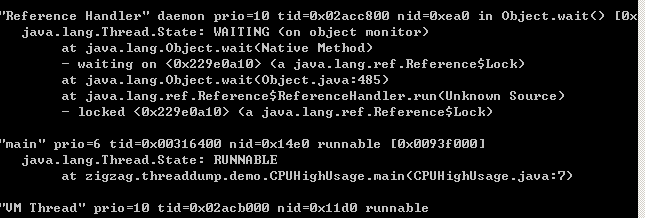 "Reference Handler" daemon prio=10 tid=0x02acc800 nid=0xea0 in Object.wait() [0x
java.lang.Thread.State: WAITING (on object monitor)
at java.lang.Object.wait(Native Method)
- waiting on <0x229e0a10> (a java.lang.ref.Reference$Lock)
at java.lang.Object.wait(Object.java:485)
at java.lang.ref.Reference$ReferenceHandler.run(Unknown Source)
- locked <0x229e0a10> (a java.lang.ref.Reference$Lock)
"main" prio=6 tid=0x00316400 nid=0x14e0 runnable [0x0093f000]
java.lang.Thread.State: RUNNABLE
at zigzag.threaddump.demo.CPUHighUsage.main(CPUHighUsage.java:7)
"VM Thread" prio=10 tid=0x02acb000 nid=0x11d0 runnable